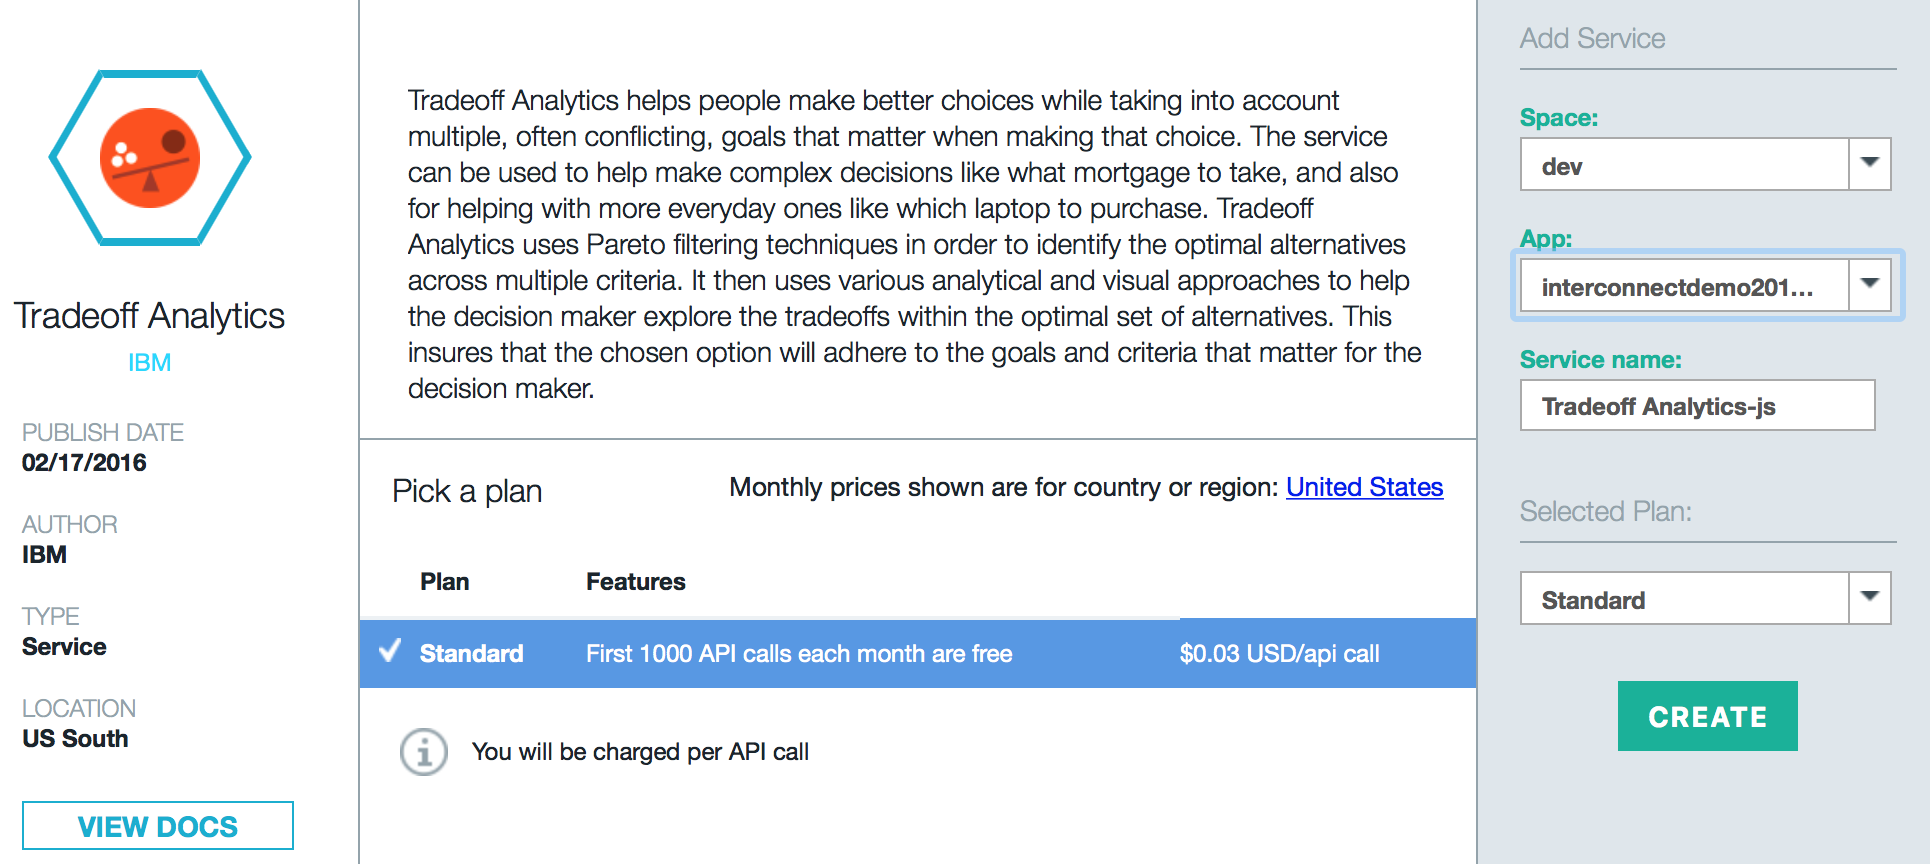 Tradeoff Analytics
IBM
PUBLISH DATE
02/17/2016
AUTHOR
IBM
TYPE
Service
LOCATION
US South
VIEW DOCS
Tradeoff Analytics helps people make better choices while taking into account
multiple, often conflicting, goals that matter when making that choice. The service
can be used to help make complex decisions like what mortgage to take, and also
for helping with more everyday ones like which laptop to purchase. Tradeoff
Analytics uses Pareto filtering techniques in order to identify the optimal alternatives
across multiple criteria. It then uses various analytical and visual approaches to help
the decision maker explore the tradeoffs within the optimal set of alternatives. This
insures that the chosen option will adhere to the goals and criteria that matter for the
decision maker.
Pick a plan
Monthly prices shown are for country or region: United States
Plan Features
Standard First 1000 API calls each month are free $0.03 USD/api call
You will be charged per API call
Add Service
Space:
dev
App:
interconnectdemo201...
Service name:
Tradeoff Analytics-js
Selected Plan:
Standard
CREATE